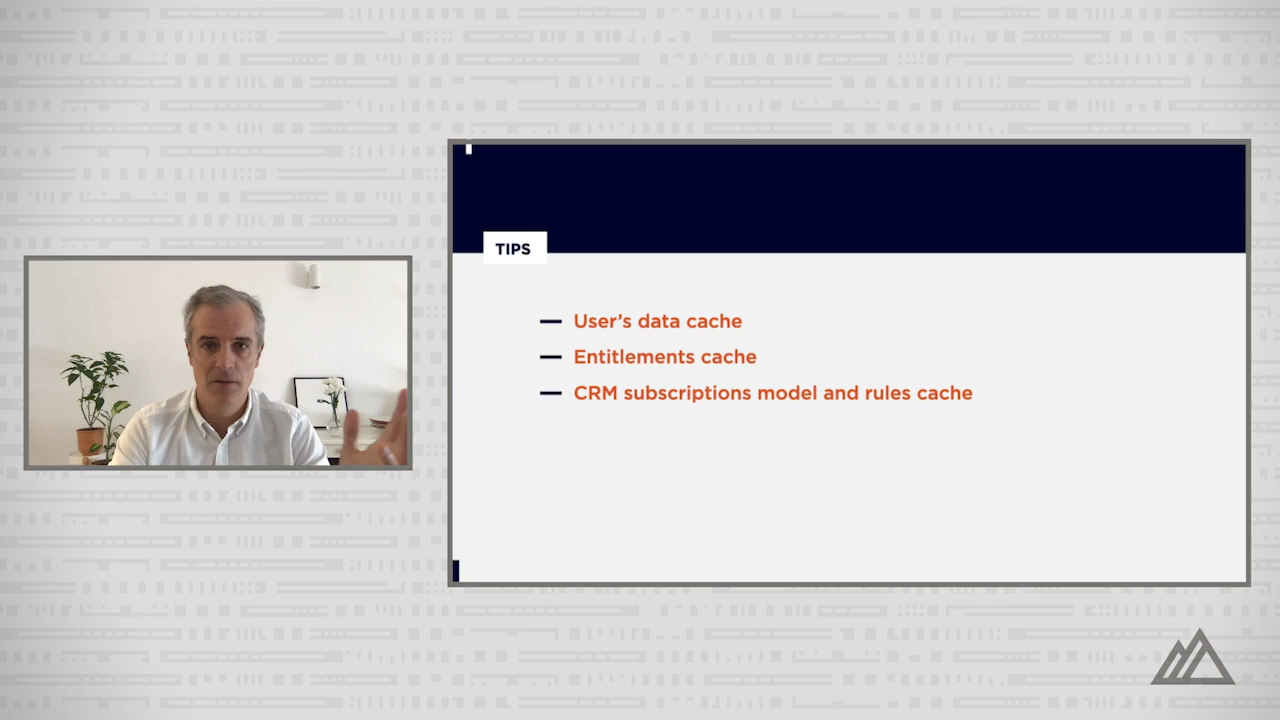 TIPS
User’s data cache
Entitlements cache
CRM subscriptions model and rules cache